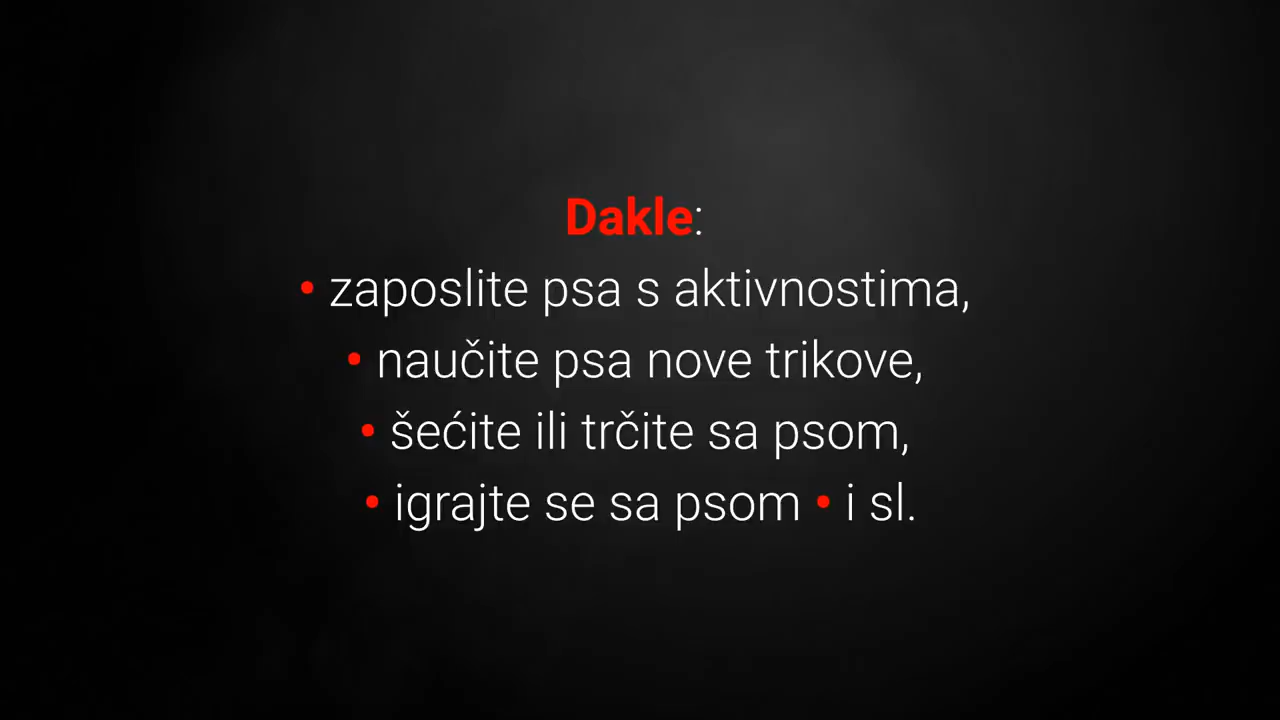 Dakle:
• zaposlite psa s aktivnostima,
• naučite psa nove trikove,
• šećite ili trčite sa psom,
• igrajte se sa psom • i sl.